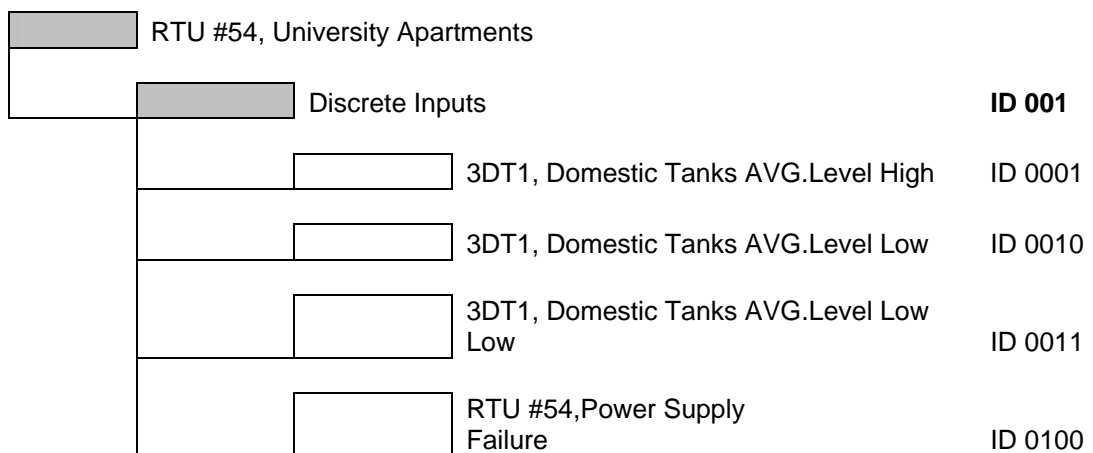 RTU #54, University Apartments
Discrete Inputs ID 001
3DT1, Domestic Tanks AVG.Level High ID 0001
3DT1, Domestic Tanks AVG.Level Low ID 0010
3DT1, Domestic Tanks AVG.Level Low
Low ID 0011
RTU #54,Power Supply
Failure ID 0100